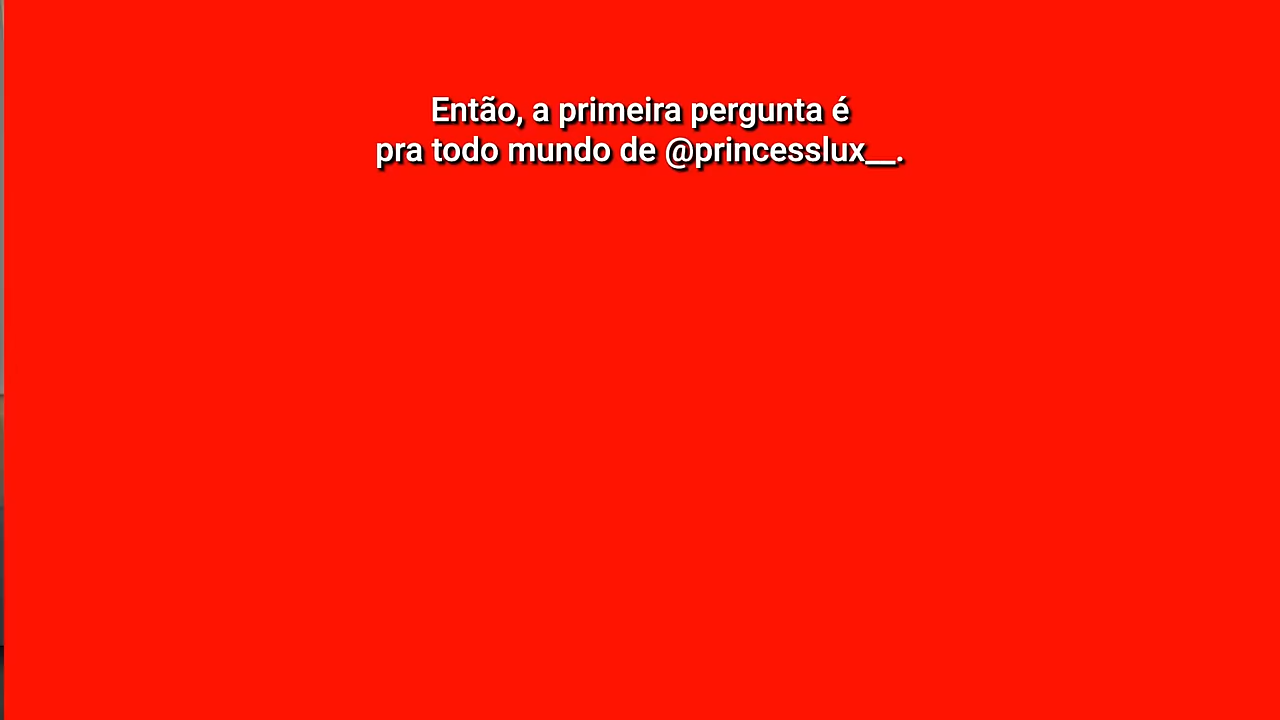 Então, a primeira pergunta é
pra todo mundo de @princesslux__.